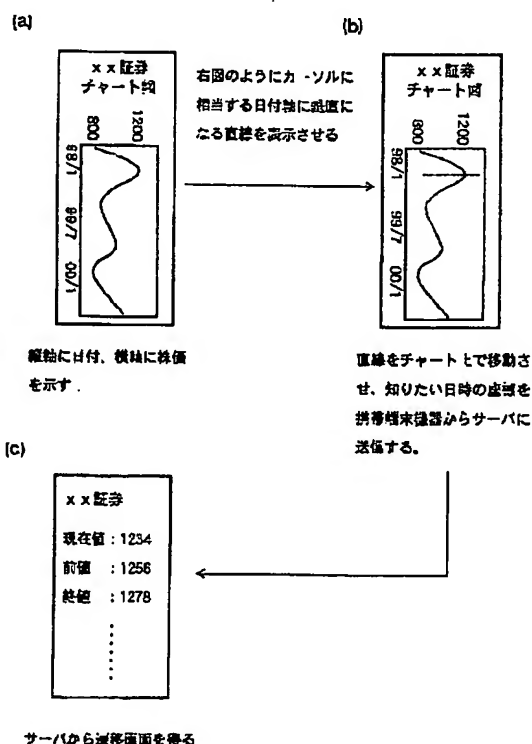 (a)
xx証券
チャート図
800
1200
98/1
99/7
00/1
縦軸に日付、横軸に株価
を示す.
右図のようにカーソルに
相当する日付軸に垂直に
なる直線を表示させる
(b)
xx証券
チャート図
800
1200
98/1
99/7
00/1
直線をチャート上で移動さ
せ、知りたい日時の座標を
携帯端末機器からサーバに
送信する。
(c)
xx証券
現在値:1234
前値 :1256
終値 :1278
サーバから遷移画面を得る